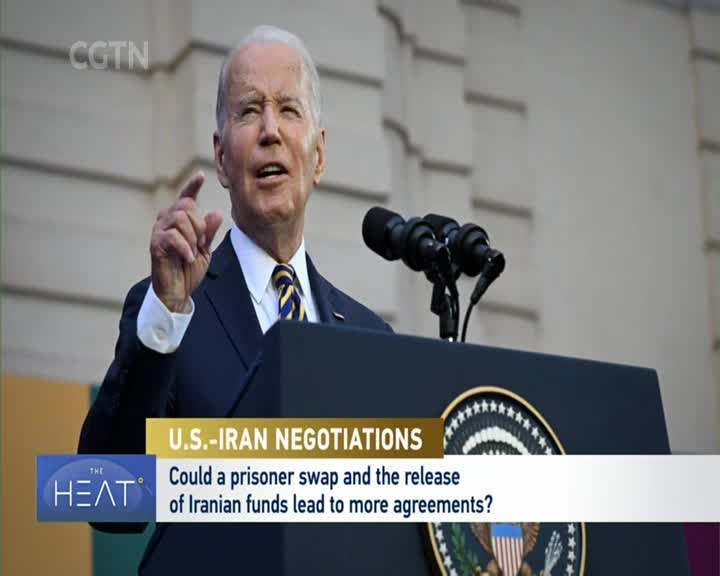 CGTN
U.S.-IRAN NEGOTIATIONS
THE
HEAT
Could a prisoner swap and the release
of Iranian funds lead to more agreements?